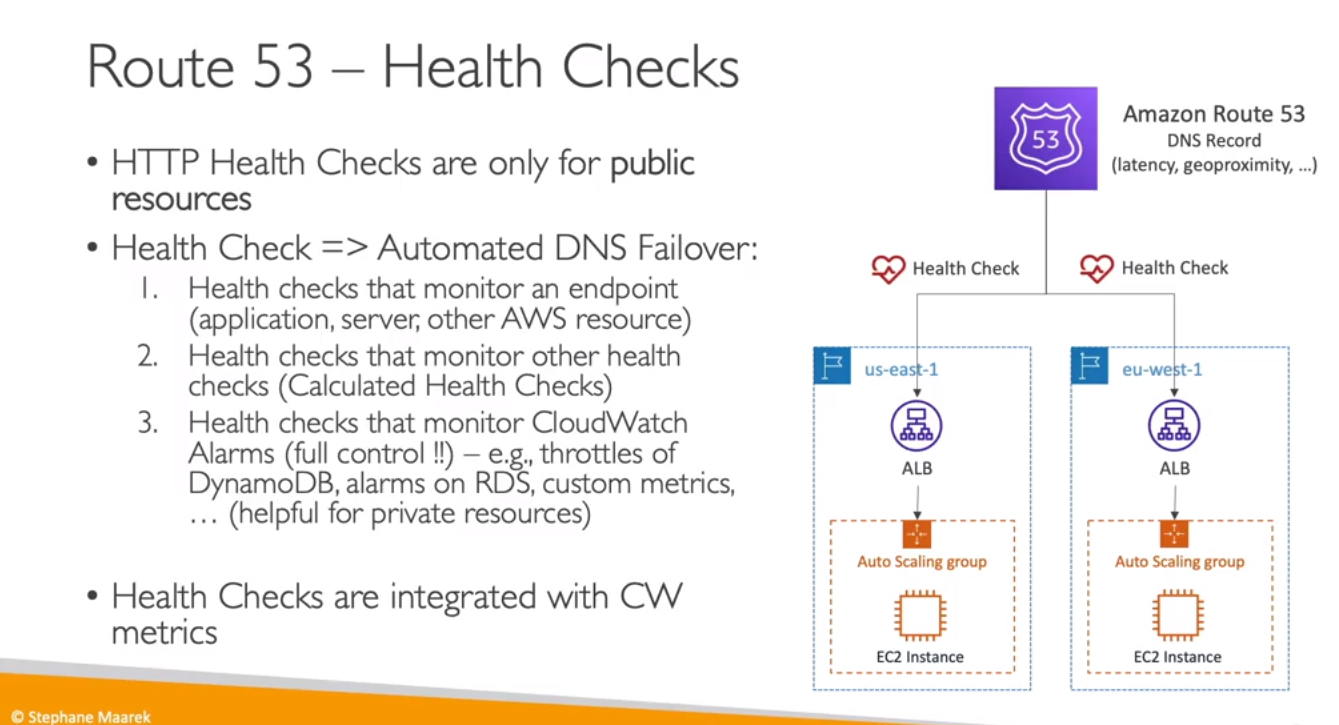 Route 53 – Health Checks
• HTTP Health Checks are only for public
resources
• Health Check => Automated DNS Failover:
1. Health checks that monitor an endpoint
(application, server, other AWS resource)
2. Health checks that monitor other health
checks (Calculated Health Checks)
3. Health checks that monitor CloudWatch
Alarms (full control !!) – e.g., throttles of
DynamoDB, alarms on RDS, custom metrics,
… (helpful for private resources)
• Health Checks are integrated with CW
metrics
53
Amazon Route 53
DNS Record
(latency, geoproximity, …)
Health Check
Health Check
us-east-1
ALB
Auto Scaling group
EC2 Instance
eu-west-1
ALB
Auto Scaling group
EC2 Instance
© Stephane Maarek